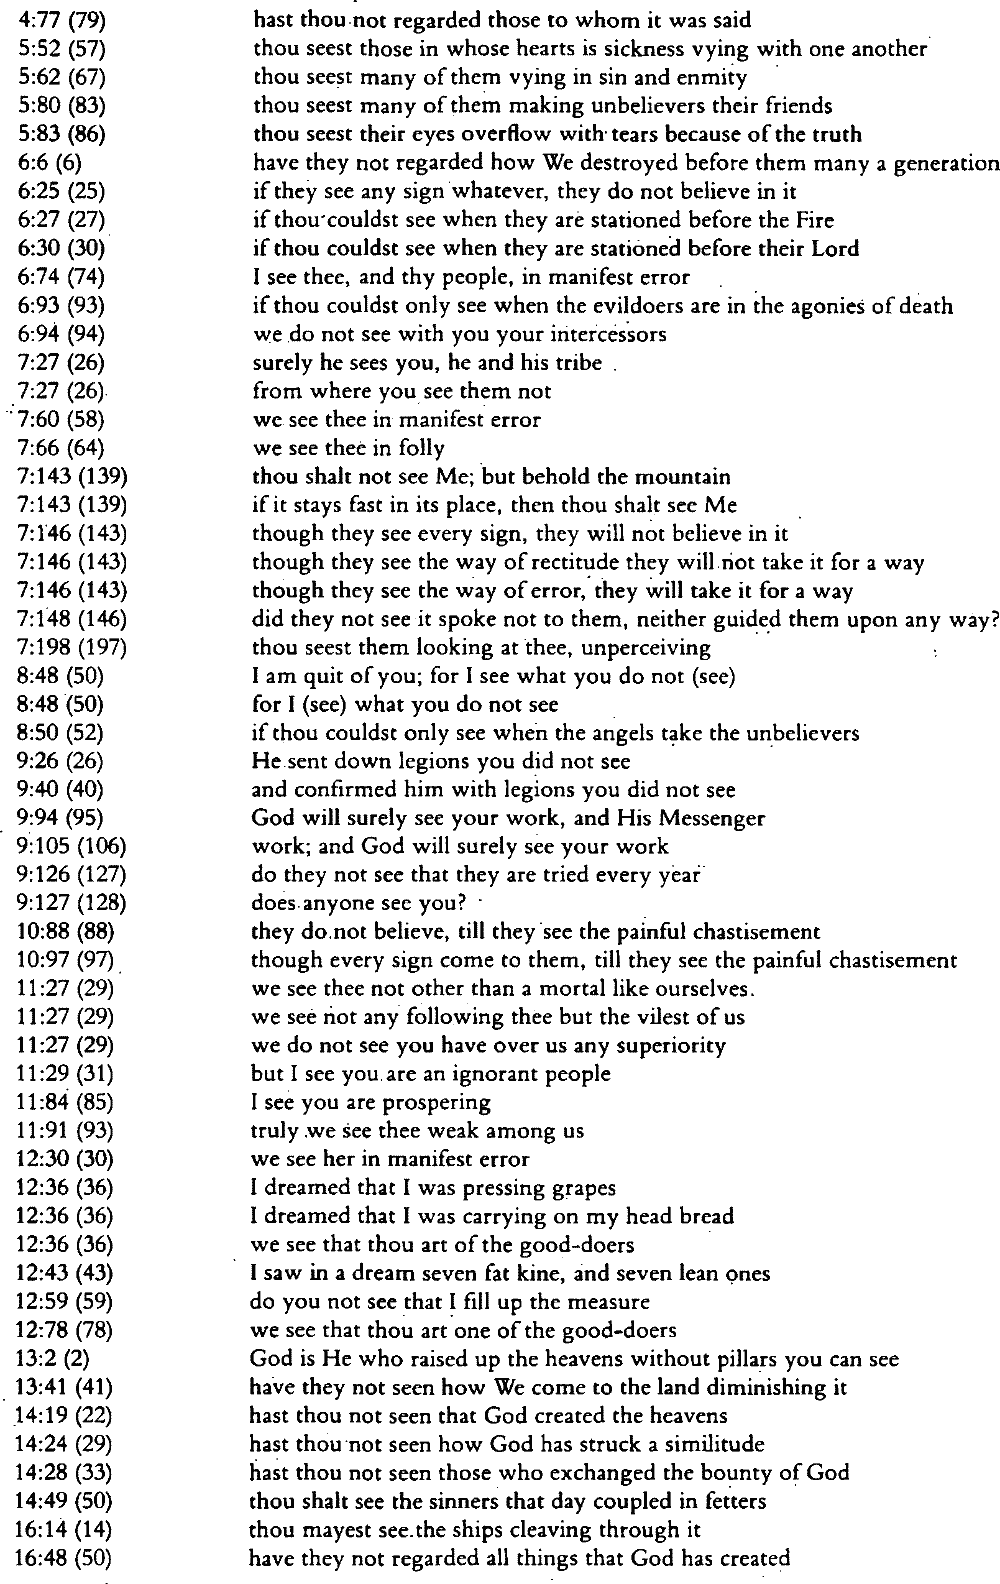 4:77 (79) hast thou not regarded those to whom it was said
5:52 (57) thou seest those in whose hearts is sickness vying with one another
5:62 (67) thou seest many of them vying in sin and enmity
5:80 (83) thou seest many of them making unbelievers their friends
5:83 (86) thou seest their eyes overflow with tears because of the truth
6:6 (6) have they not regarded how We destroyed before them many a generation
6:25 (25) if they see any sign whatever, they do not believe in it
6:27 (27) if thou couldst see when they are stationed before the Fire
6:30 (30) if thou couldst see when they are stationed before their Lord
6:74 (74) I see thee, and thy people, in manifest error
6:93 (93) if thou couldst only see when the evildoers are in the agonies of death
6:94 (94) we do not see with you your intercessors
7:27 (26) surely he sees you, he and his tribe
7:27 (26) from where you see them not
7:60 (58) we see thee in manifest error
7:66 (64) we see thee in folly
7:143 (139) thou shalt not see Me; but behold the mountain
7:143 (139) if it stays fast in its place, then thou shalt see Me
7:146 (143) though they see every sign, they will not believe in it
7:146 (143) though they see the way of rectitude they will not take it for a way
7:146 (143) though they see the way of error, they will take it for a way
7:148 (146) did they not see it spoke not to them, neither guided them upon any way?
7:198 (197) thou seest them looking at thee, unperceiving
8:48 (50) I am quit of you; for I see what you do not (see)
8:48 (50) for I (see) what you do not see
8:50 (52) if thou couldst only see when the angels take the unbelievers
9:26 (26) He sent down legions you did not see
9:40 (40) and confirmed him with legions you did not see
9:94 (95) God will surely see your work, and His Messenger
9:105 (106) work; and God will surely see your work
9:126 (127) do they not see that they are tried every year
9:127 (128) does anyone see you?
10:88 (88) they do not believe, till they see the painful chastisement
10:97 (97) though every sign come to them, till they see the painful chastisement
11:27 (29) we see thee not other than a mortal like ourselves.
11:27 (29) we see not any following thee but the vilest of us
11:27 (29) we do not see you have over us any superiority
11:29 (31) but I see you are an ignorant people
11:84 (85) I see you are prospering
11:91 (93) truly we see thee weak among us
12:30 (30) we see her in manifest error
12:36 (36) I dreamed that I was pressing grapes
12:36 (36) I dreamed that I was carrying on my head bread
12:36 (36) we see that thou art of the good-doers
12:43 (43) I saw in a dream seven fat kine, and seven lean ones
12:59 (59) do you not see that I fill up the measure
12:78 (78) we see that thou art one of the good-doers
13:2 (2) God is He who raised up the heavens without pillars you can see
13:41 (41) have they not seen how We come to the land diminishing it
14:19 (22) hast thou not seen that God created the heavens
14:24 (29) hast thou not seen how God has struck a similitude
14:28 (33) hast thou not seen those who exchanged the bounty of God
14:49 (50) thou shalt see the sinners that day coupled in fetters
16:14 (14) thou mayest see the ships cleaving through it
16:48 (50) have they not regarded all things that God has created